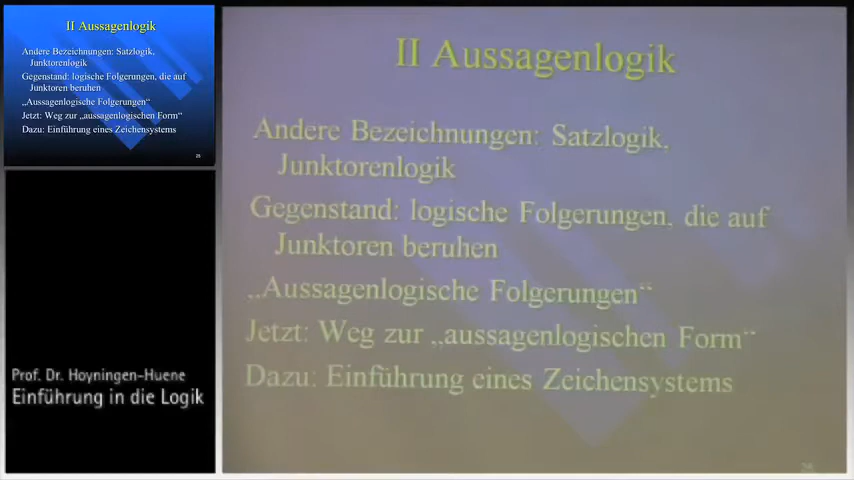 II Aussagenlogik
Andere Bezeichnungen: Satzlogik,
Junktorenlogik
Gegenstand: logische Folgerungen, die auf
Junktoren beruhen
„Aussagenlogische Folgerungen“
Jetzt: Weg zur „aussagenlogischen Form“
Dazu: Einführung eines Zeichensystems
Prof. Dr. Hoyningen-Huene
Einführung in die Logik
II Aussagenlogik
Andere Bezeichnungen: Satzlogik,
Junktorenlogik
Gegenstand: logische Folgerungen, die auf
Junktoren beruhen
„Aussagenlogische Folgerungen“
Jetzt: Weg zur „aussagenlogischen Form“
Dazu: Einführung eines Zeichensystems